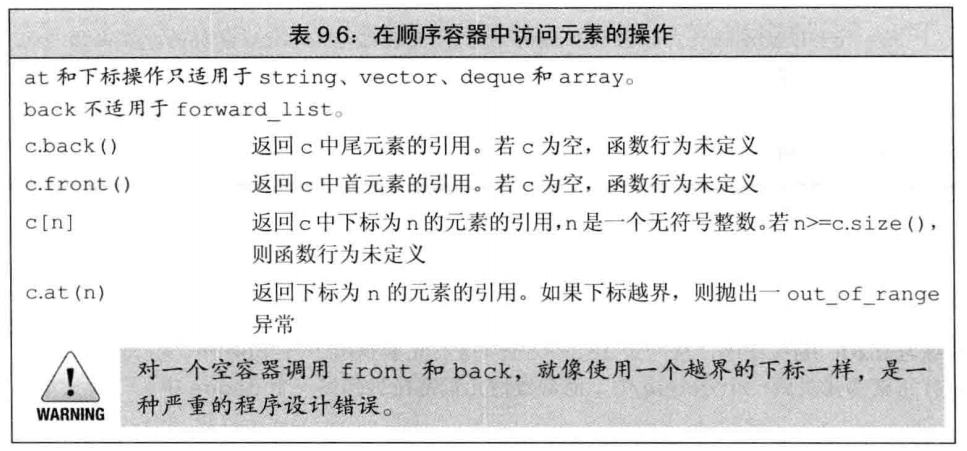 表 9.6：在顺序容器中访问元素的操作
at 和下标操作只适用于 string、vector、deque 和 array。
back 不适用于 forward_list。
c.back() 返回 c 中尾元素的引用。若 c 为空，函数行为未定义
c.front() 返回 c 中首元素的引用。若 c 为空，函数行为未定义
c[n] 返回 c 中下标为 n 的元素的引用，n 是一个无符号整数。若 n>=c.size()，
则函数行为未定义
c.at(n) 返回下标为 n 的元素的引用。如果下标越界，则抛出一 out_of_range
异常
对一个空容器调用 front 和 back，就像使用一个越界的下标一样，是一
种严重的程序设计错误。
WARNING